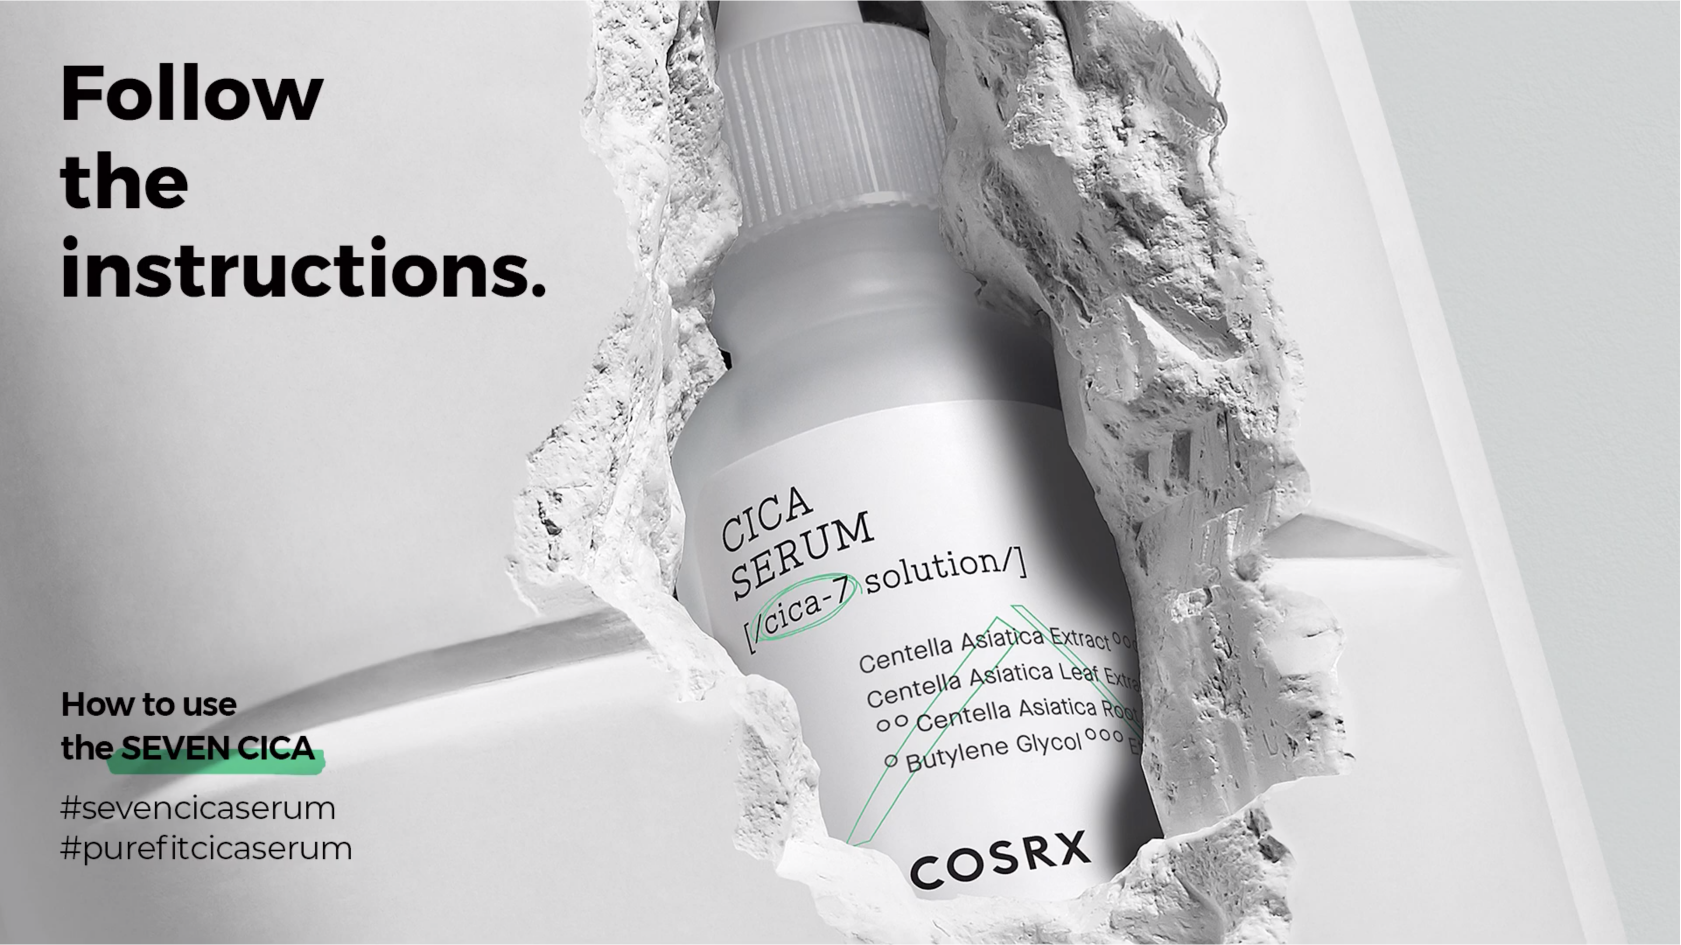 Follow
the
instructions.
CICA
SERUM
[/cica-7 solution/]
Centella Asiatica Extract
Centella Asiatica Leaf
Centella Asiatica
Butylene Glycol
COSRX
How to use
the SEVEN CICA
#sevencicaserum
#purefitcicaserum